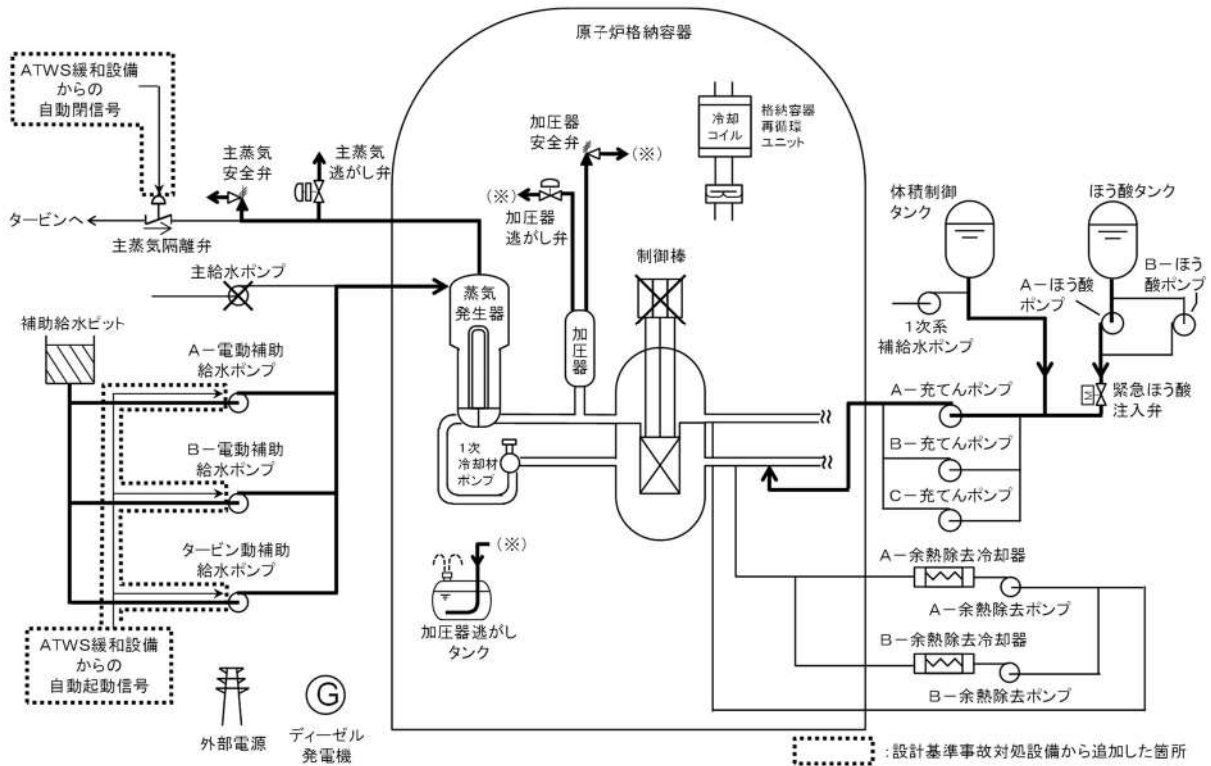 原子炉格納容器
ATWS緩和設備
からの
自動閉信号
主蒸気
安全弁
主蒸気
逃がし弁
タービンへ
主蒸気隔離弁
加圧器
安全弁
(※)
(※)
加圧器
逃がし弁
冷却
コイル
格納容器
再循環
ユニット
体積制御
タンク
ほう酸タンク
B-ほう
酸ポンプ
A-ほう酸
ポンプ
1次系
補給水ポンプ
緊急ほう酸
注入弁
M
主給水ポンプ
蒸気
発生器
加圧器
制御棒
補助給水ピット
A-電動補助
給水ポンプ
B-電動補助
給水ポンプ
タービン動補助
給水ポンプ
ATWS緩和設備
からの
自動起動信号
1次
冷却材
ポンプ
(※)
加圧器逃がし
タンク
A-充てんポンプ
B-充てんポンプ
C-充てんポンプ
A-余熱除去冷却器
A-余熱除去ポンプ
B-余熱除去冷却器
B-余熱除去ポンプ
外部電源
G
ディーゼル
発電機
:設計基準事故対処設備から追加した箇所